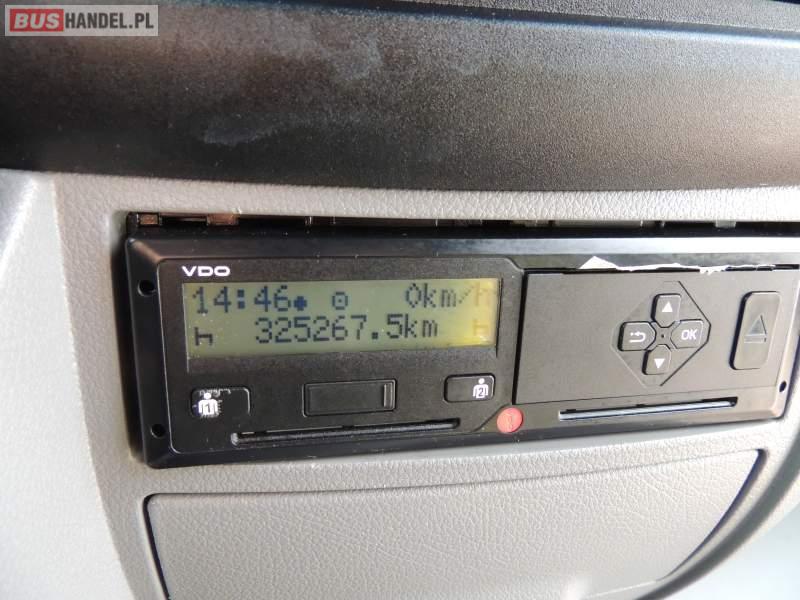 BUSHANDEL.PL
VDO
14:46 0km/h
325267.5km
1 2
OK